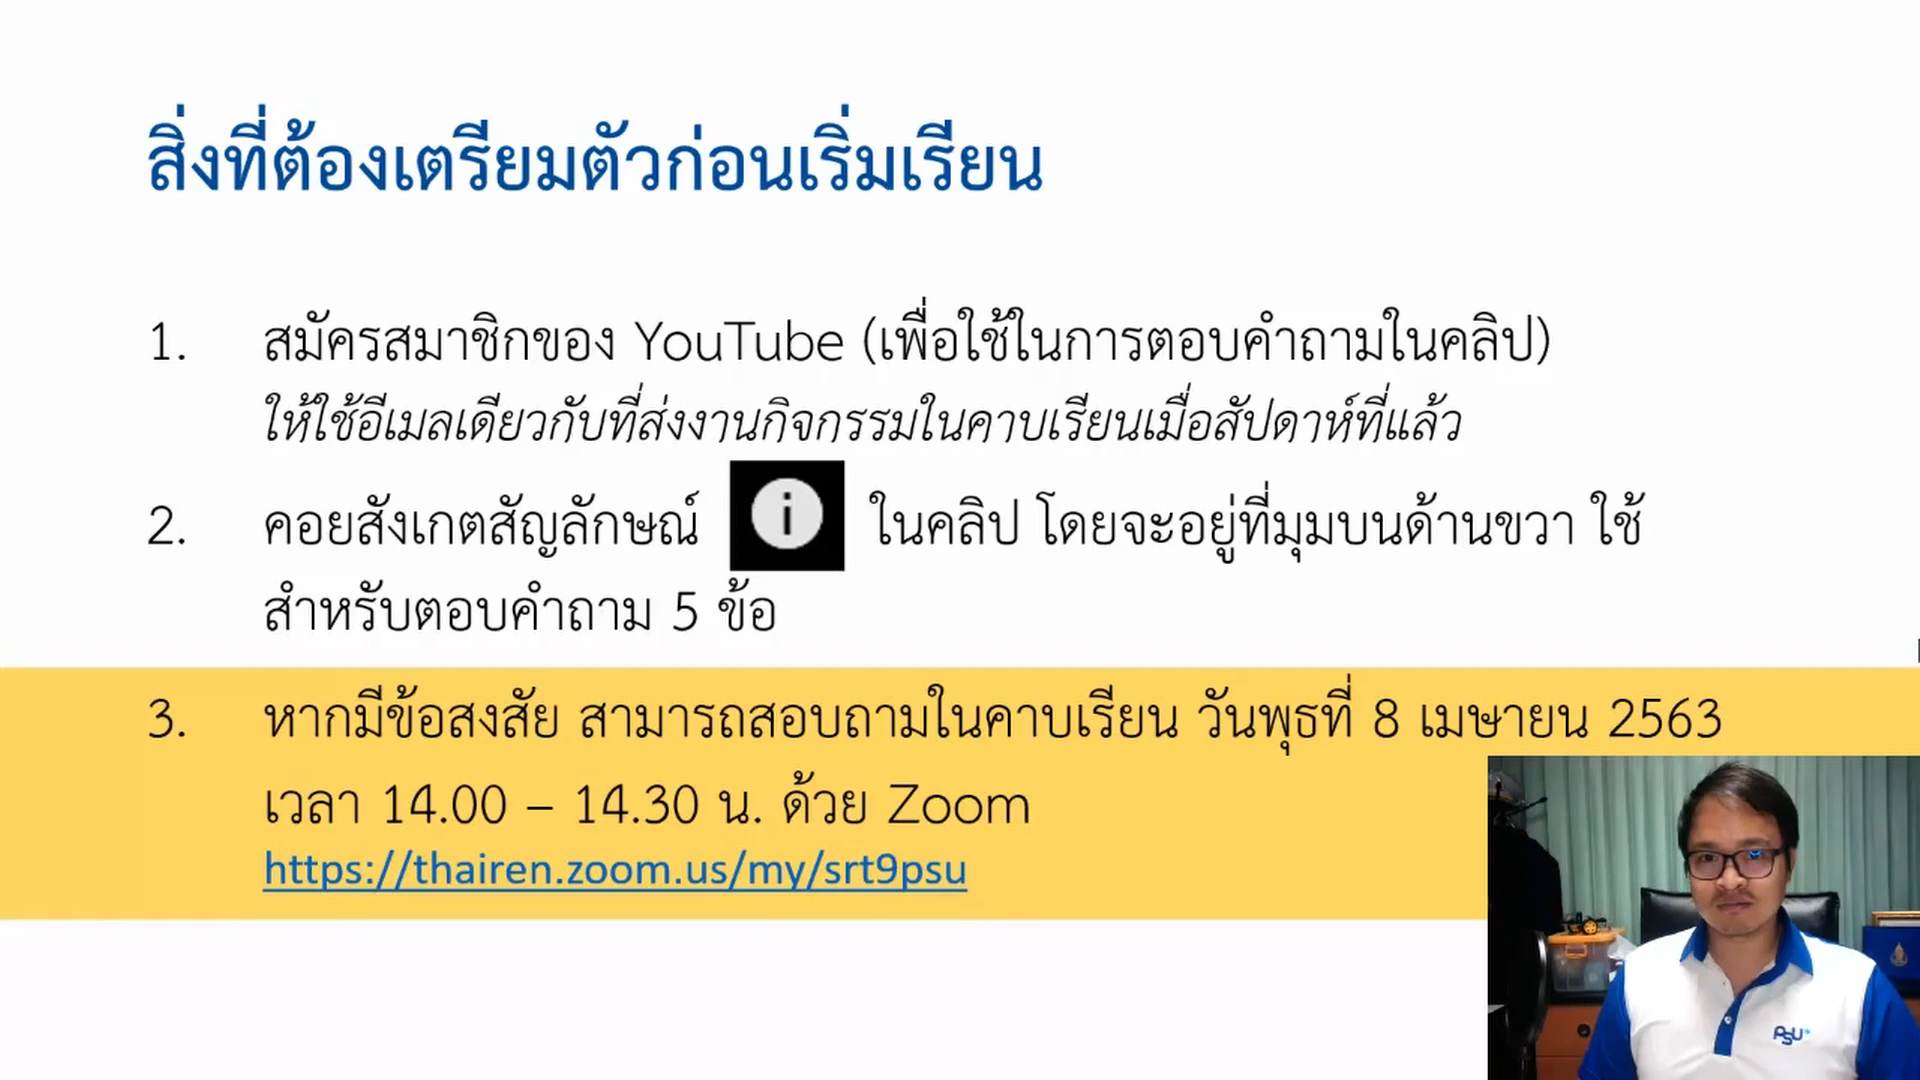 สิ่งที่ต้องเตรียมตัวก่อนเริ่มเรียน
1. สมัครสมาชิกของ YouTube (เพื่อใช้ในการตอบคำถามในคลิป)
ให้ใช้อีเมลเดียวกับที่ส่งงานกิจกรรมในคาบเรียนเมื่อสัปดาห์ที่แล้ว
2. คอยสังเกตสัญลักษณ์ i ในคลิป โดยจะอยู่ที่มุมบนด้านขวา ใช้
สำหรับตอบคำถาม 5 ข้อ
3. หากมีข้อสงสัย สามารถสอบถามในคาบเรียน วันพุธที่ 8 เมษายน 2563
เวลา 14.00 – 14.30 น. ด้วย Zoom
https://thairen.zoom.us/my/srt9psu
PSU